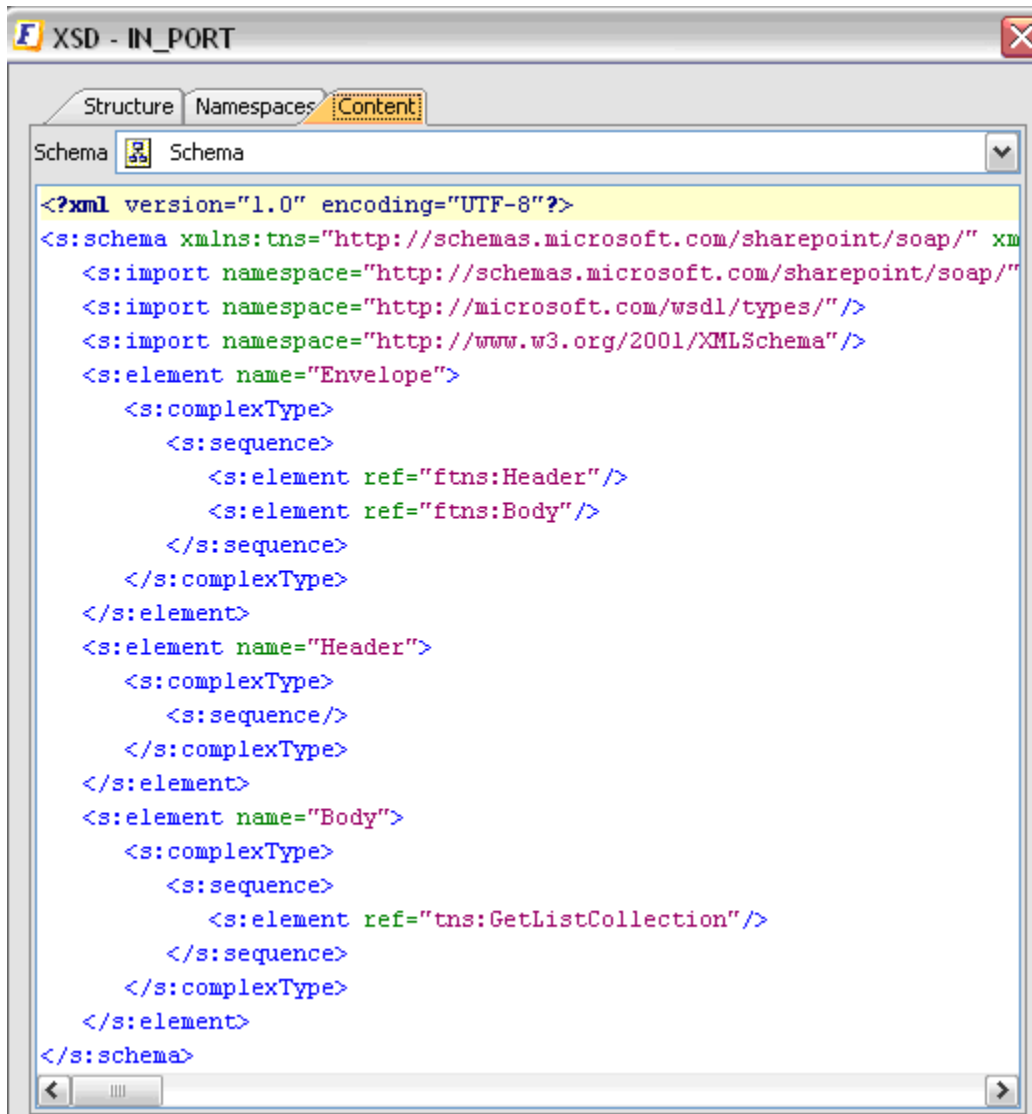 F XSD - IN_PORT
Structure Namespaces Content
Schema Schema
<?xml version="1.0" encoding="UTF-8"?>
<s:schema xmlns:tns="http://schemas.microsoft.com/sharepoint/soap/" xm
<s:import namespace="http://schemas.microsoft.com/sharepoint/soap/"
<s:import namespace="http://microsoft.com/wsdl/types/"/>
<s:import namespace="http://www.w3.org/2001/XMLSchema"/>
<s:element name="Envelope">
<s:complexType>
<s:sequence>
<s:element ref="ftns:Header"/>
<s:element ref="ftns:Body"/>
</s:sequence>
</s:complexType>
</s:element>
<s:element name="Header">
<s:complexType>
<s:sequence/>
</s:complexType>
</s:element>
<s:element name="Body">
<s:complexType>
<s:sequence>
<s:element ref="tns:GetListCollection"/>
</s:sequence>
</s:complexType>
</s:element>
</s:schema>